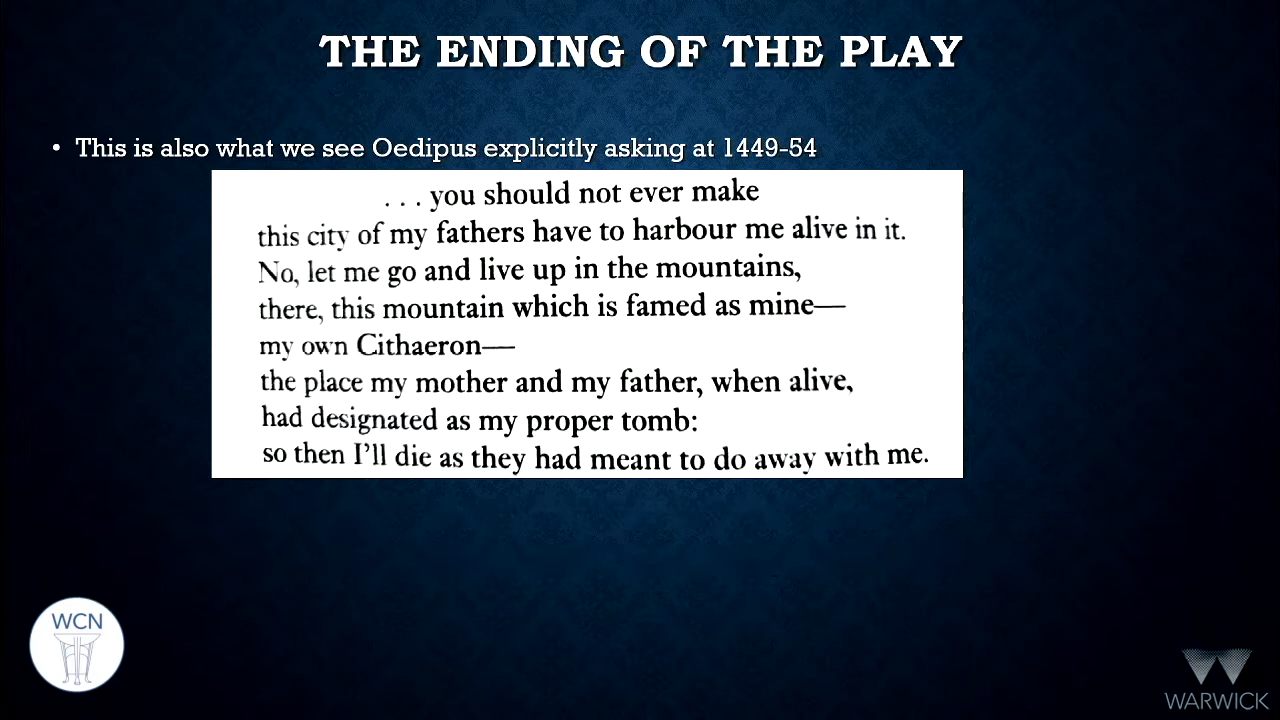 THE ENDING OF THE PLAY
• This is also what we see Oedipus explicitly asking at 1449-54
. . . you should not ever make
this city of my fathers have to harbour me alive in it.
No, let me go and live up in the mountains,
there, this mountain which is famed as mine—
my own Cithaeron—
the place my mother and my father, when alive,
had designated as my proper tomb:
so then I'll die as they had meant to do away with me.
WCN
WARWICK